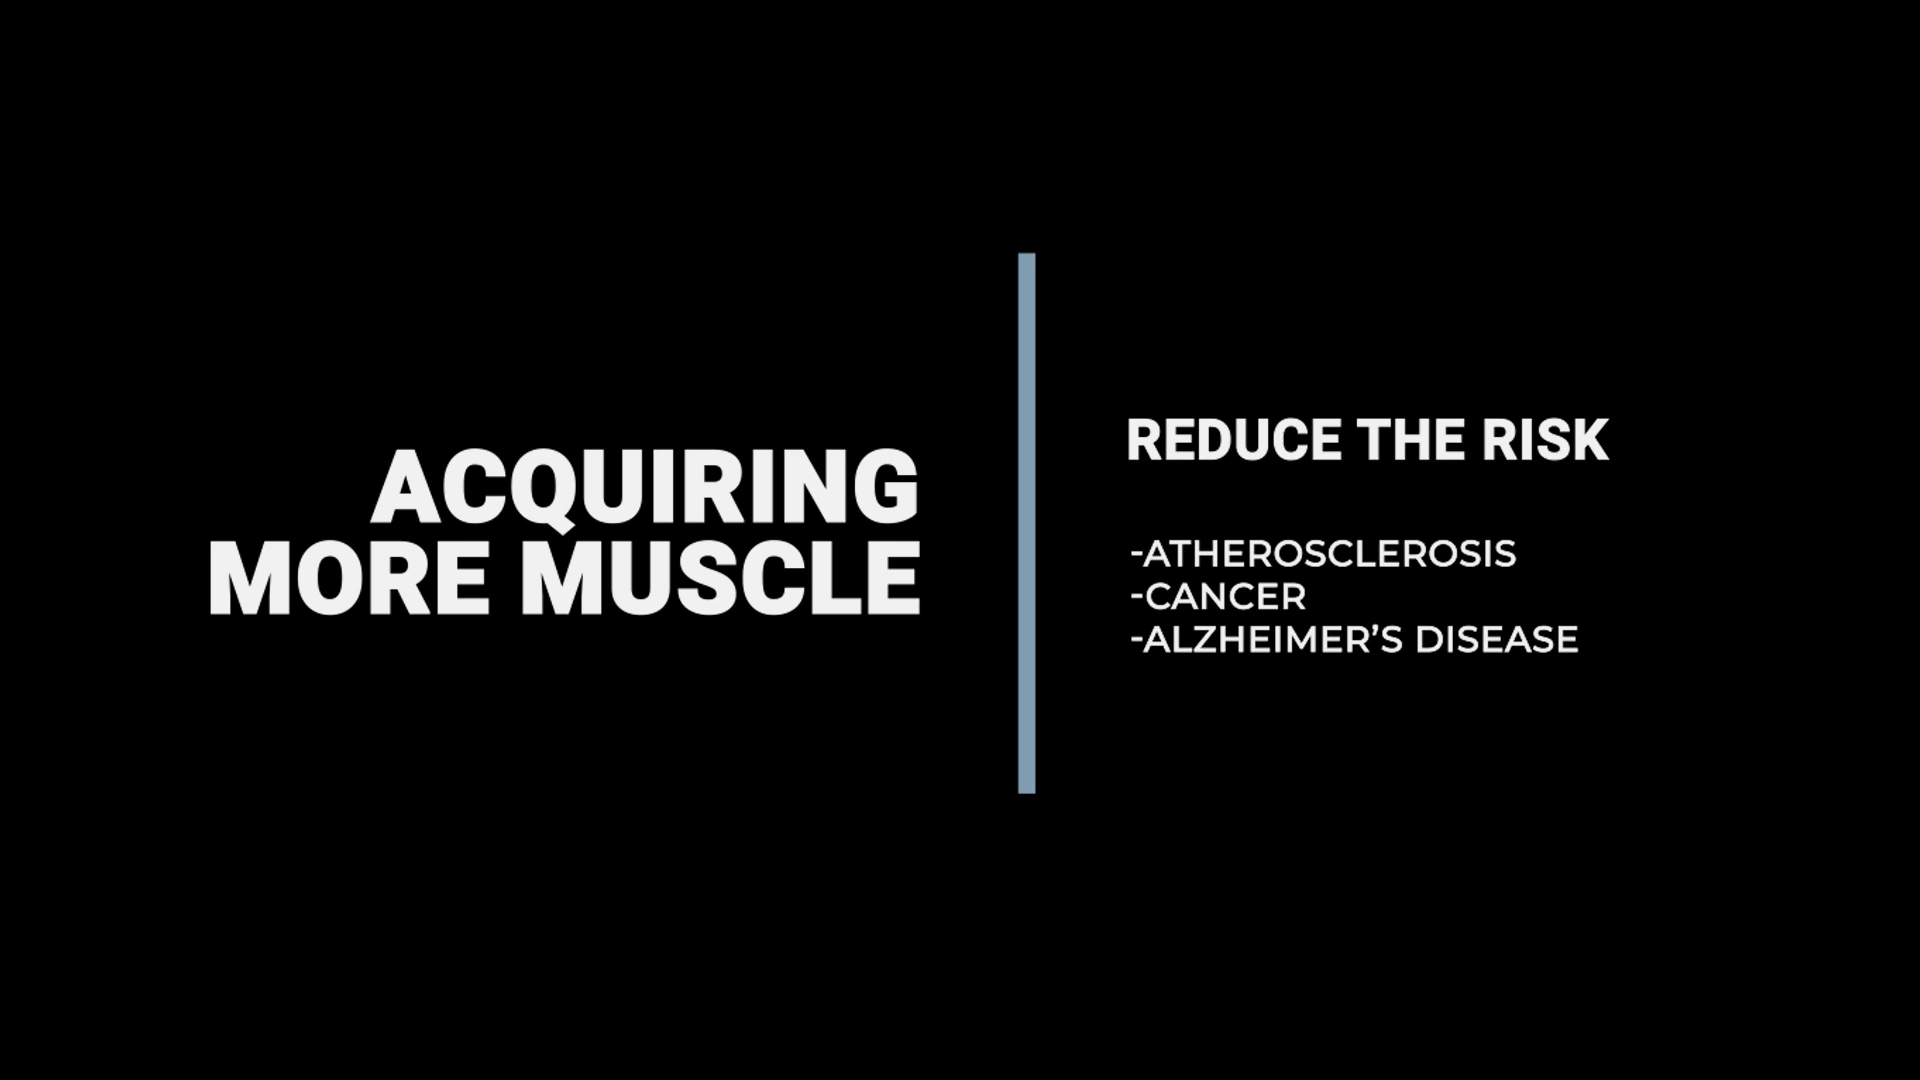 ACQUIRING
MORE MUSCLE
REDUCE THE RISK
-ATHEROSCLEROSIS
-CANCER
-ALZHEIMER’S DISEASE